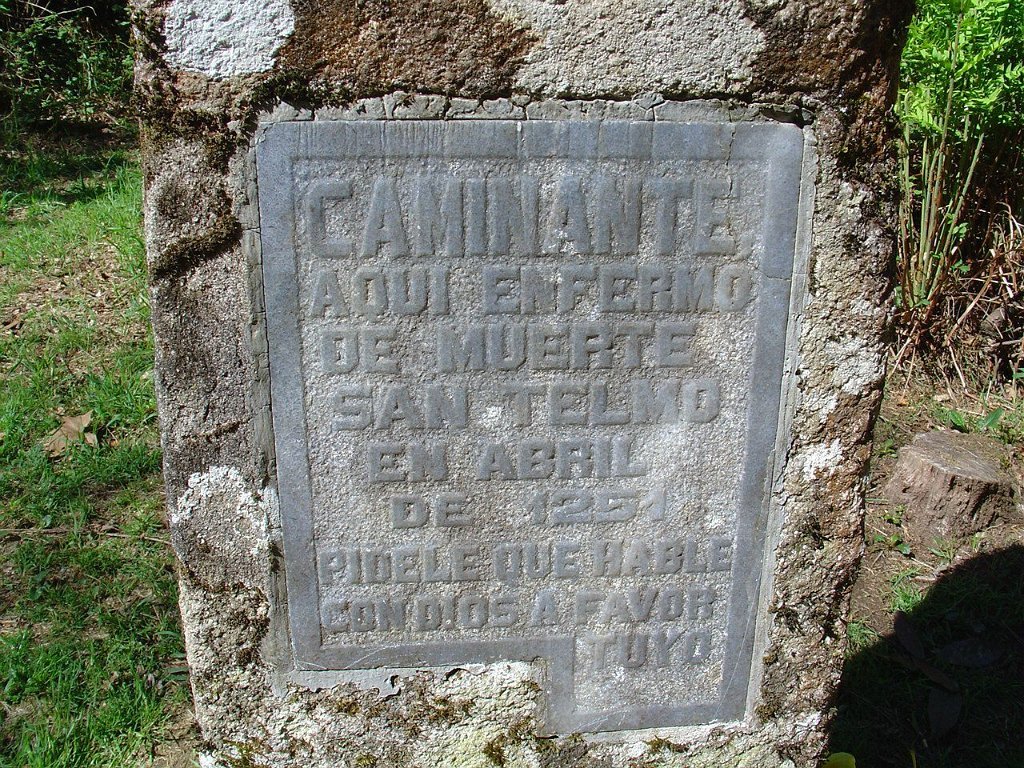 CAMINANTE,
AQUI ENFERMO
DE MUERTE
SAN TELMO
EN ABRIL
DE 1251
PIDELE QUE HABLE
CON DIOS A FAVOR
TUYO